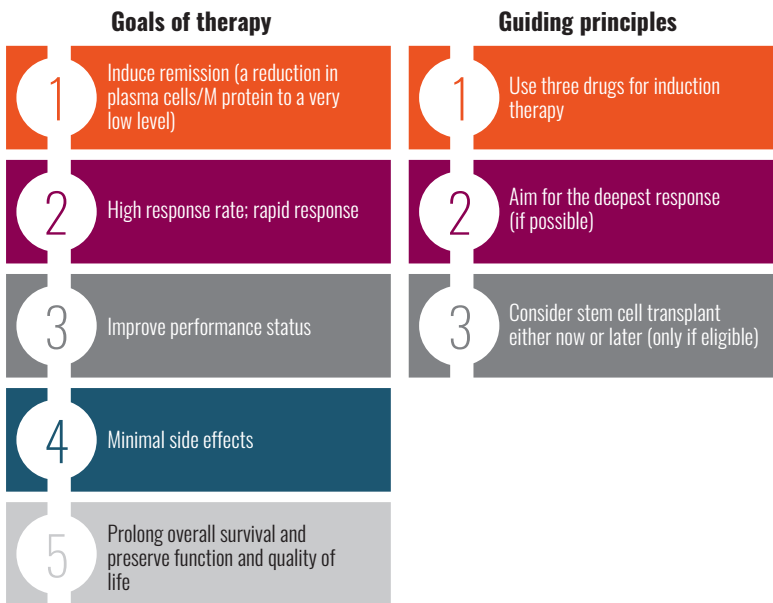 Goals of therapy
1
Induce remission (a reduction in
plasma cells/M protein to a very
low level)
2
High response rate; rapid response
3
Improve performance status
4
Minimal side effects
5
Prolong overall survival and
preserve function and quality of
life
Guiding principles
1
Use three drugs for induction
therapy
2
Aim for the deepest response
(if possible)
3
Consider stem cell transplant
either now or later (only if eligible)